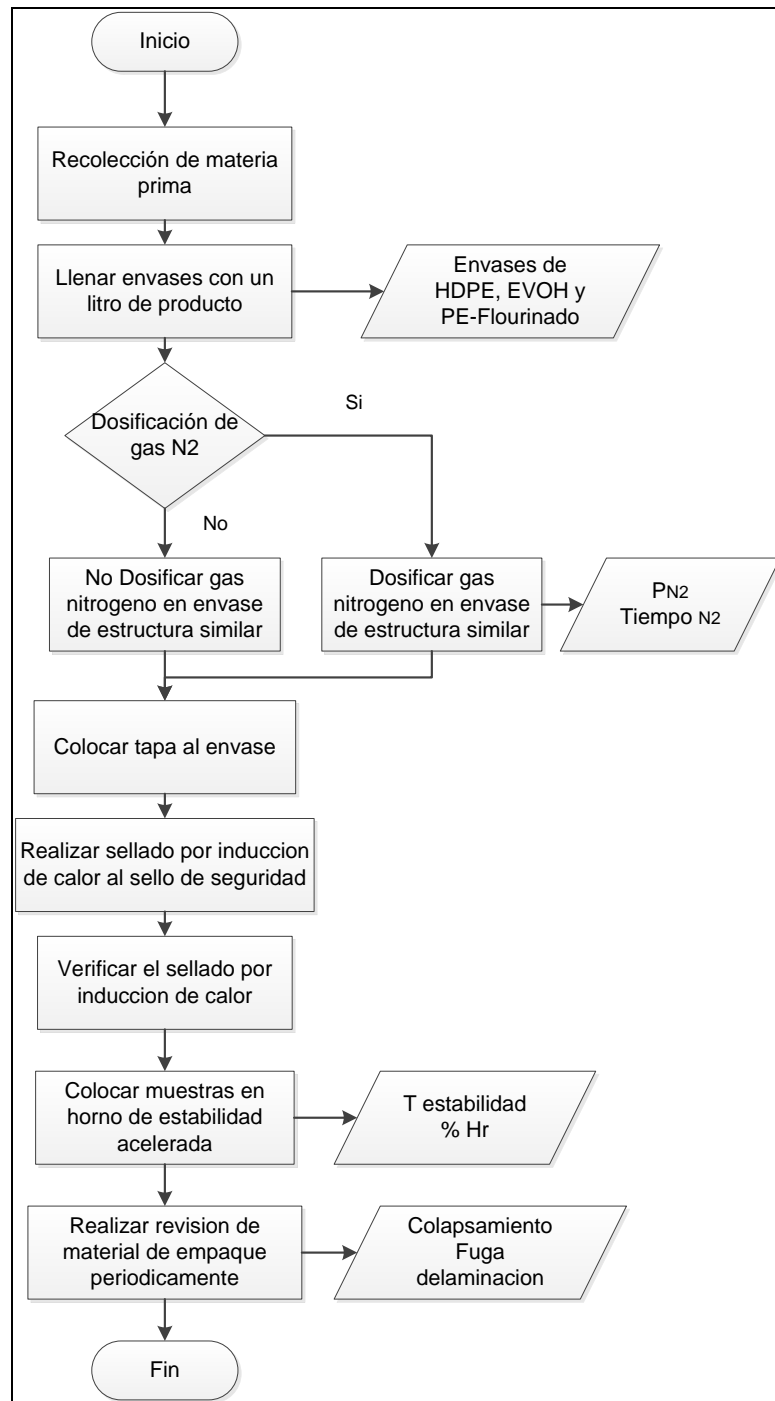 Inicio
Recolección de materia
prima
Llenar envases con un
litro de producto
Envases de
HDPE, EVOH y
PE-Flourinado
Dosificación de
gas N2
Si
No
No Dosificar gas
nitrogeno en envase
de estructura similar
Dosificar gas
nitrogeno en envase
de estructura similar
PN2
Tiempo N2
Colocar tapa al envase
Realizar sellado por induccion
de calor al sello de seguridad
Verificar el sellado por
induccion de calor
Colocar muestras en
horno de estabilidad
acelerada
T estabilidad
% Hr
Realizar revision de
material de empaque
periodicamente
Colapsamiento
Fuga
delaminacion
Fin